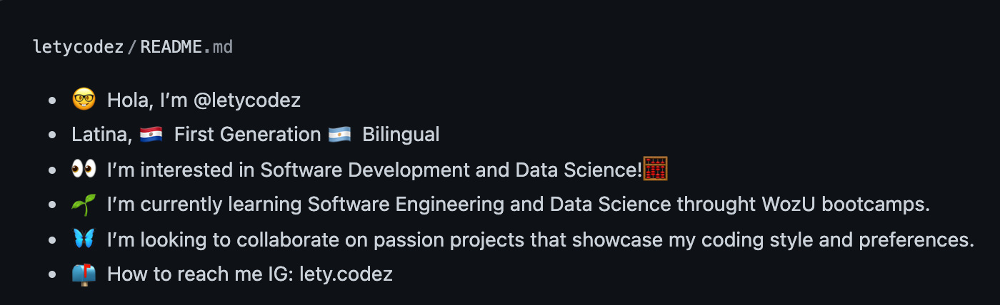 letycodez/README.md
🤓 Hola, I’m @letycodez
Latina, 🇵🇾 First Generation 🇦🇷 Bilingual
👀 I’m interested in Software Development and Data Science!🧮
🌱 I’m currently learning Software Engineering and Data Science throught WozU bootcamps.
🦋 I’m looking to collaborate on passion projects that showcase my coding style and preferences.
📫 How to reach me IG: lety.codez